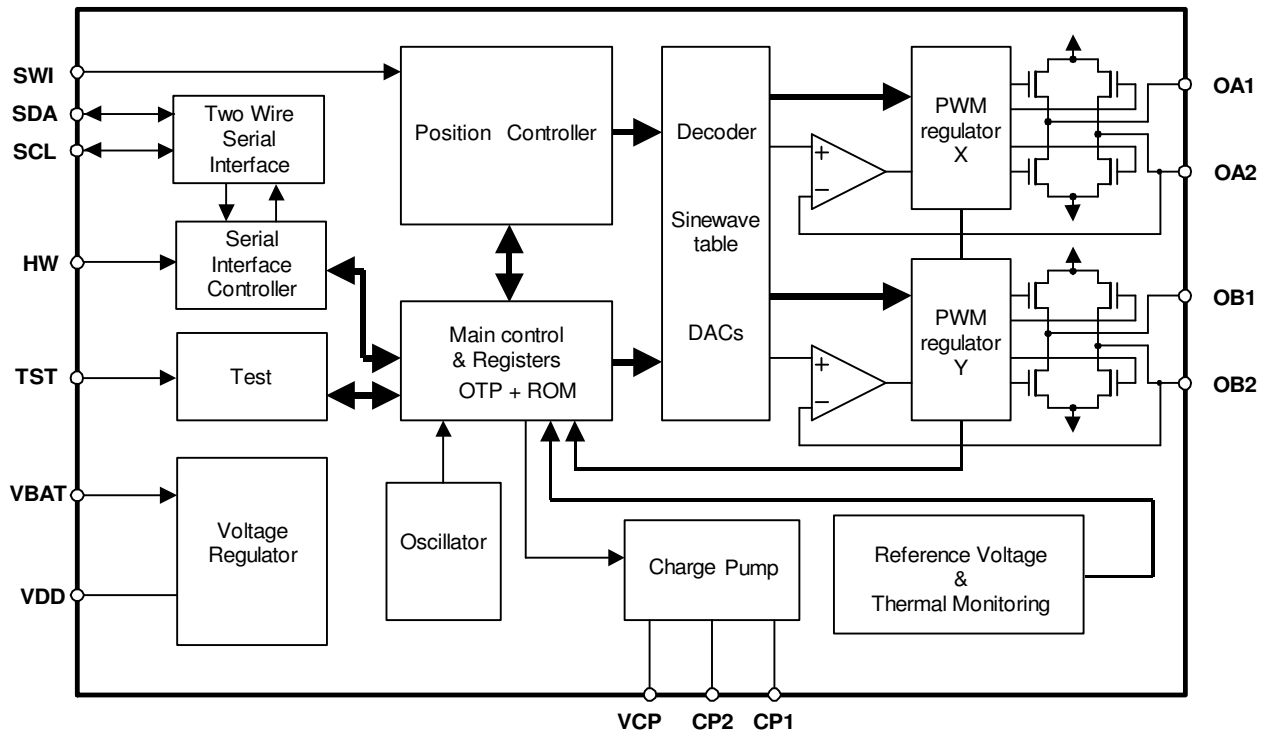 SWI
SDA
SCL
HW
TST
VBAT
VDD
Two Wire
Serial
Interface
Serial
Interface
Controller
Test
Voltage
Regulator
Position Controller
Main control
& Registers
OTP + ROM
Oscillator
Decoder
Sinewave
table
DACs
+
−
+
−
PWM
regulator
X
PWM
regulator
Y
Charge Pump
Reference Voltage
&
Thermal Monitoring
OA1
OA2
OB1
OB2
VCP
CP2
CP1